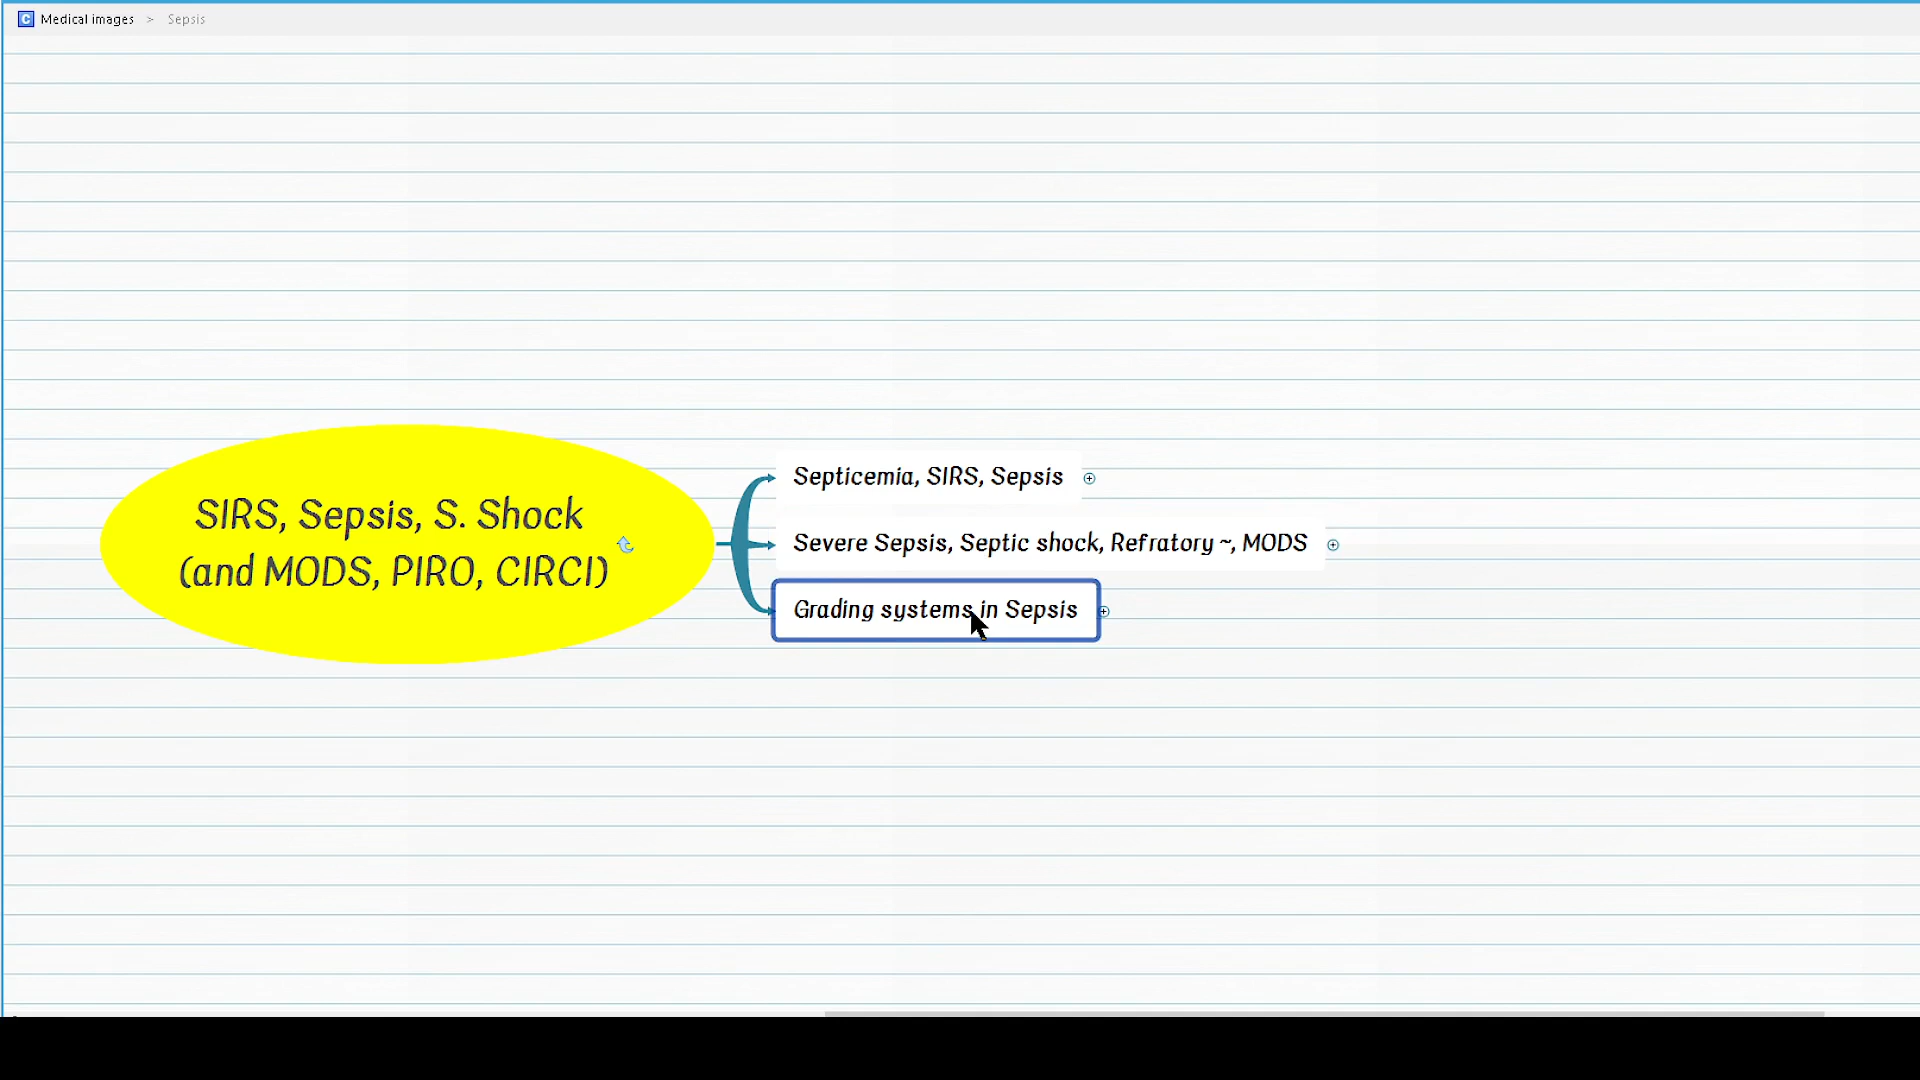 C Medical images > Sepsis
SIRS, Sepsis, S. Shock
(and MODS, PIRO, CIRCI)
Septicemia, SIRS, Sepsis
Severe Sepsis, Septic shock, Refratory ~, MODS
Grading systems in Sepsis